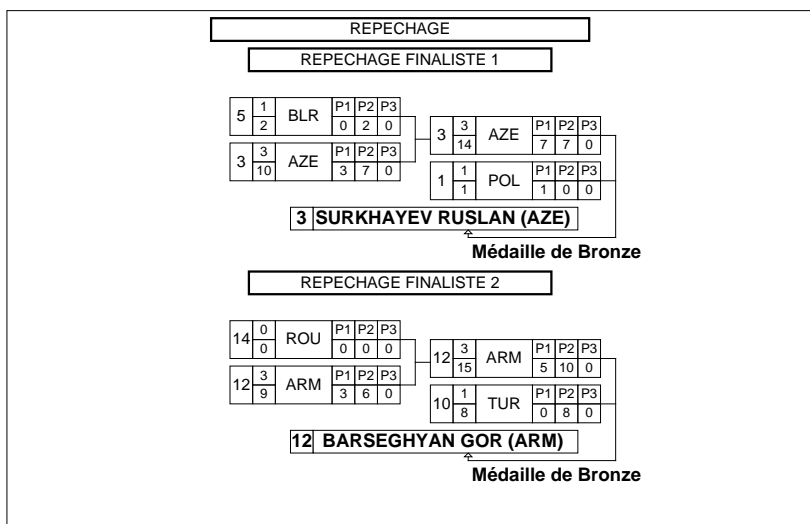 REPECHAGE
REPECHAGE FINALISTE 1
5 1 2 BLR P1 P2 P3 0 2 0
3 3 10 AZE P1 P2 P3 3 7 0
3 3 14 AZE P1 P2 P3 7 7 0
1 1 1 POL P1 P2 P3 1 0 0
3 SURKHAYEV RUSLAN (AZE)
Médaille de Bronze
REPECHAGE FINALISTE 2
14 0 0 ROU P1 P2 P3 0 0 0
12 3 9 ARM P1 P2 P3 3 6 0
12 3 15 ARM P1 P2 P3 5 10 0
10 1 8 TUR P1 P2 P3 0 8 0
12 BARSEGHYAN GOR (ARM)
Médaille de Bronze